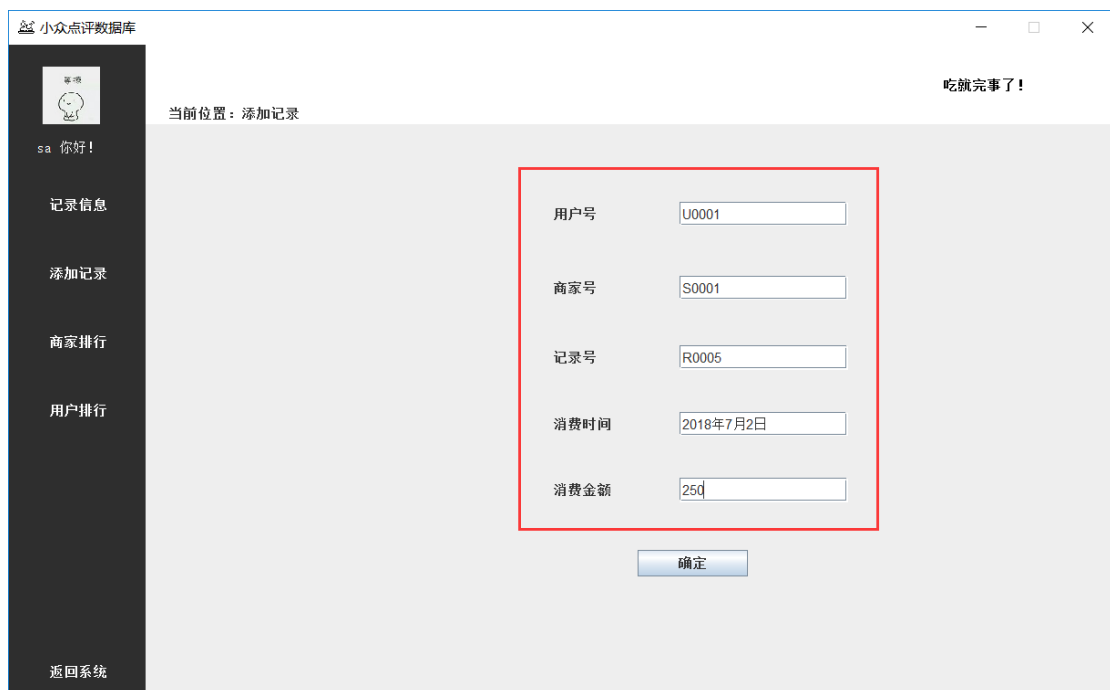 小众点评数据库
吃就完事了!
当前位置：添加记录
sa 你好!
记录信息
添加记录
商家排行
用户排行
返回系统
用户号 U0001
商家号 S0001
记录号 R0005
消费时间 2018年7月2日
消费金额 250
确定